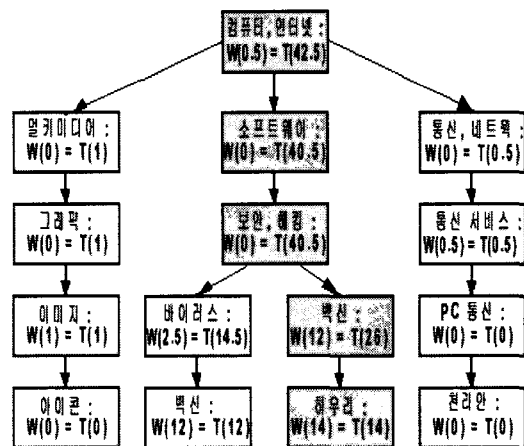 컴퓨터, 인터넷 :
W(0.5) = T(42.5)
멀키미디어 :
W(0) = T(1)
소프트웨어 :
W(0) = T(40.5)
통신, 네트웍 :
W(0) = T(0.5)
그래픽 :
W(0) = T(1)
보안, 해킹 :
W(0) = T(40.5)
통신 서비스 :
W(0.5) = T(0.5)
이미지 :
W(1) = T(1)
바이러스 :
W(2.5) = T(14.5)
백신 :
W(12) = T(26)
PC 통신 :
W(0) = T(0)
아이콘 :
W(0) = T(0)
백신 :
W(12) = T(12)
하우리 :
W(14) = T(14)
천리안 :
W(0) = T(0)